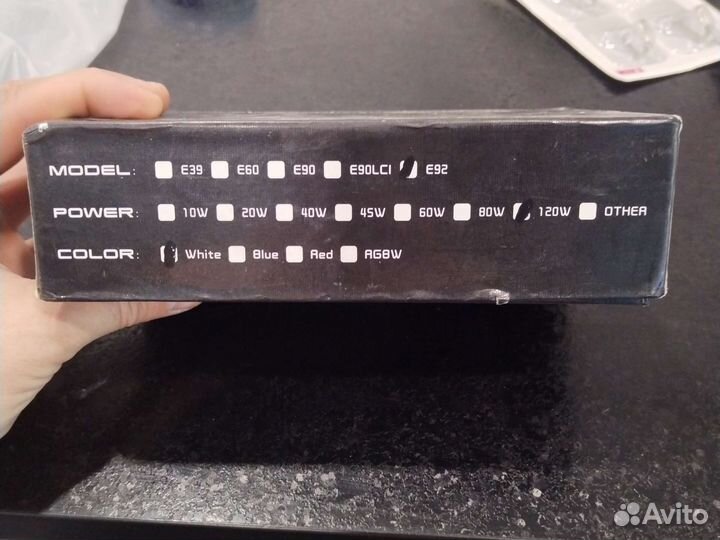 MODEL: E39 E60 E90 E90LCI E92
POWER: 10W 20W 40W 45W 60W 80W 120W OTHER
COLOR: White Blue Red RGBW
Avito